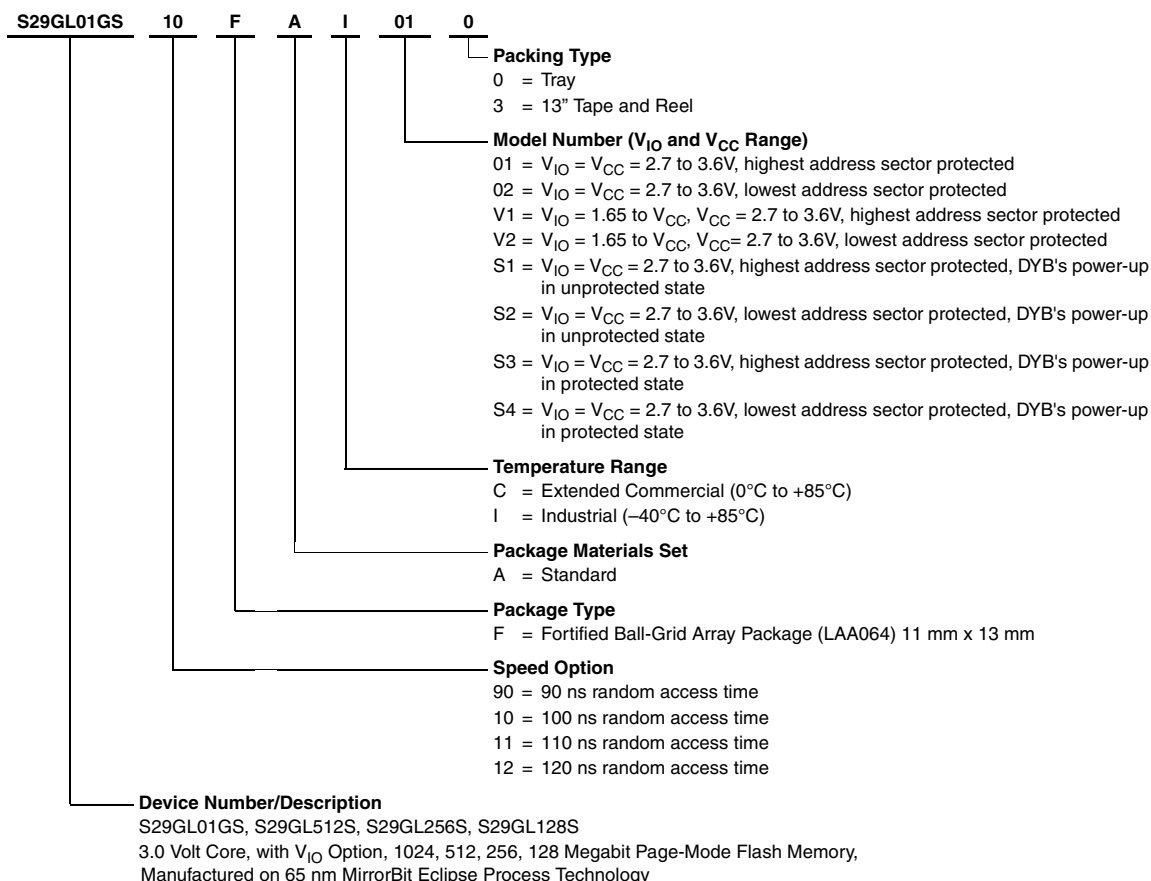 S29GL01GS 10 F A I 01 0
Packing Type
0 = Tray
3 = 13” Tape and Reel
Model Number (VIO and VCC Range)
01 = VIO = VCC = 2.7 to 3.6V, highest address sector protected
02 = VIO = VCC = 2.7 to 3.6V, lowest address sector protected
V1 = VIO = 1.65 to VCC, VCC = 2.7 to 3.6V, highest address sector protected
V2 = VIO = 1.65 to VCC, VCC= 2.7 to 3.6V, lowest address sector protected
S1 = VIO = VCC = 2.7 to 3.6V, highest address sector protected, DYB's power-up
in unprotected state
S2 = VIO = VCC = 2.7 to 3.6V, lowest address sector protected, DYB's power-up
in unprotected state
S3 = VIO = VCC = 2.7 to 3.6V, highest address sector protected, DYB's power-up
in protected state
S4 = VIO = VCC = 2.7 to 3.6V, lowest address sector protected, DYB's power-up
in protected state
Temperature Range
C = Extended Commercial (0°C to +85°C)
I = Industrial (–40°C to +85°C)
Package Materials Set
A = Standard
Package Type
F = Fortified Ball-Grid Array Package (LAA064) 11 mm x 13 mm
Speed Option
90 = 90 ns random access time
10 = 100 ns random access time
11 = 110 ns random access time
12 = 120 ns random access time
Device Number/Description
S29GL01GS, S29GL512S, S29GL256S, S29GL128S
3.0 Volt Core, with VIO Option, 1024, 512, 256, 128 Megabit Page-Mode Flash Memory,
Manufactured on 65 nm MirrorBit Eclipse Process Technology